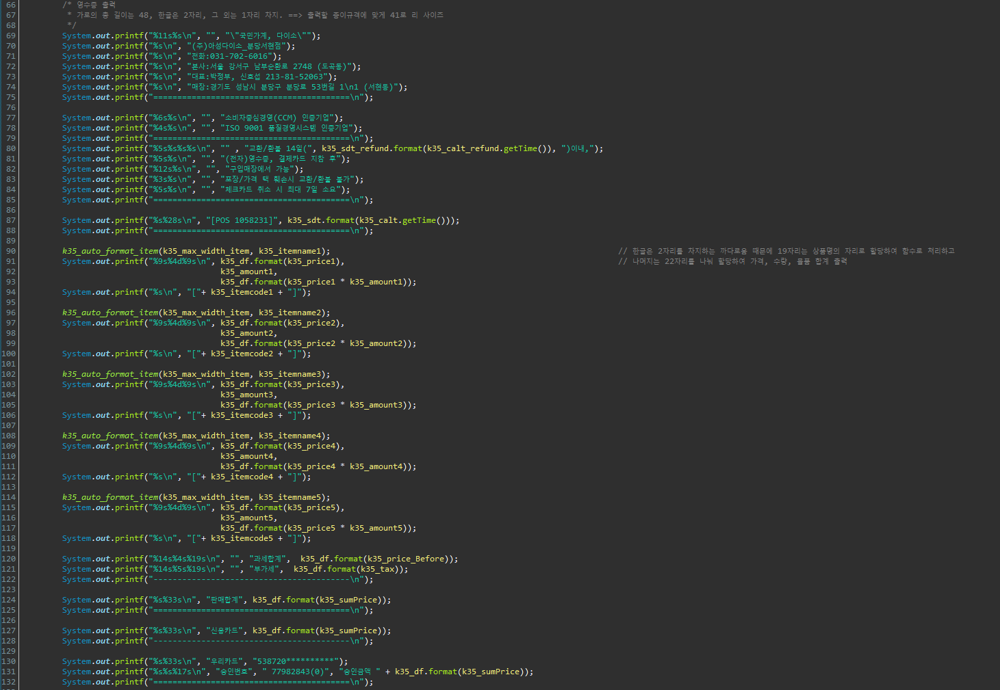 66 /* 영수증 출력
67 * 가로의 총 길이는 48, 한글은 2자리, 그 외는 1자리 차지. ==> 출력할 종이규격에 맞게 41로 리 사이즈
68 */
69 System.out.printf("%11s%s\n", "", "\"국민가게, 다이소\"");
70 System.out.printf("%s\n", "(주)아성다이소_분당서현점");
71 System.out.printf("%s\n", "전화:031-702-6016");
72 System.out.printf("%s\n", "본사:서울 강서구 남부순환로 2748 (도곡동)");
73 System.out.printf("%s\n", "대표:박정부, 신호섭 213-81-52063");
74 System.out.printf("%s\n", "매장:경기도 성남시 분당구 분당로 53번길 1\n1 (서현동)");
75 System.out.printf("=========================================\n");
76
77 System.out.printf("%6s%s\n", "", "소비자중심경영(CCM) 인증기업");
78 System.out.printf("%4s%s\n", "", "ISO 9001 품질경영시스템 인증기업");
79 System.out.printf("=========================================\n");
80 System.out.printf("%5s%s%s%s\n", "" , "교환/환불 14일(", k35_sdt_refund.format(k35_calt_refund.getTime()), ")이내,");
81 System.out.printf("%5s%s\n", "", "(전자)영수증, 결제카드 지참 후");
82 System.out.printf("%12s%s\n", "", "구입매장에서 가능");
83 System.out.printf("%3s%s\n", "", "포장/가격 택 훼손시 교환/환불 불가");
84 System.out.printf("%5s%s\n", "", "체크카드 취소 시 최대 7일 소요");
85 System.out.printf("=========================================\n");
86
87 System.out.printf("%s%28s\n", "[POS 1058231]", k35_sdt.format(k35_calt.getTime()));
88 System.out.printf("=========================================\n");
89
90 k35_auto_format_item(k35_max_width_item, k35_itemname1); // 한글은 2자리를 차지하는 까다로움 때문에 19자리는 상품명의 자리로 할당하여 함수로 처리하고
91 System.out.printf("%9s%4d%9s\n", k35_df.format(k35_price1), // 나머지는 22자리를 나눠 할당하여 가격, 수량, 물품 합계 출력
92 k35_amount1,
93 k35_df.format(k35_price1 * k35_amount1));
94 System.out.printf("%s\n", "["+ k35_itemcode1 + "]");
95
96 k35_auto_format_item(k35_max_width_item, k35_itemname2);
97 System.out.printf("%9s%4d%9s\n", k35_df.format(k35_price2),
98 k35_amount2,
99 k35_df.format(k35_price2 * k35_amount2));
100 System.out.printf("%s\n", "["+ k35_itemcode2 + "]");
101
102 k35_auto_format_item(k35_max_width_item, k35_itemname3);
103 System.out.printf("%9s%4d%9s\n", k35_df.format(k35_price3),
104 k35_amount3,
105 k35_df.format(k35_price3 * k35_amount3));
106 System.out.printf("%s\n", "["+ k35_itemcode3 + "]");
107
108 k35_auto_format_item(k35_max_width_item, k35_itemname4);
109 System.out.printf("%9s%4d%9s\n", k35_df.format(k35_price4),
110 k35_amount4,
111 k35_df.format(k35_price4 * k35_amount4));
112 System.out.printf("%s\n", "["+ k35_itemcode4 + "]");
113
114 k35_auto_format_item(k35_max_width_item, k35_itemname5);
115 System.out.printf("%9s%4d%9s\n", k35_df.format(k35_price5),
116 k35_amount5,
117 k35_df.format(k35_price5 * k35_amount5));
118 System.out.printf("%s\n", "["+ k35_itemcode5 + "]");
119
120 System.out.printf("%14s%4s%19s\n", "", "과세합계", k35_df.format(k35_price_Before));
121 System.out.printf("%14s%5s%19s\n", "", "부가세", k35_df.format(k35_tax));
122 System.out.printf("-----------------------------------------\n");
123
124 System.out.printf("%s%33s\n", "판매합계", k35_df.format(k35_sumPrice));
125 System.out.printf("=========================================\n");
126
127 System.out.printf("%s%33s\n", "신용카드", k35_df.format(k35_sumPrice));
128 System.out.printf("-----------------------------------------\n");
129
130 System.out.printf("%s%33s\n", "우리카드", "538720**********");
131 System.out.printf("%s%s%17s\n", "승인번호", " 77982843(0)", "승인금액 " + k35_df.format(k35_sumPrice));
132 System.out.printf("=========================================\n");